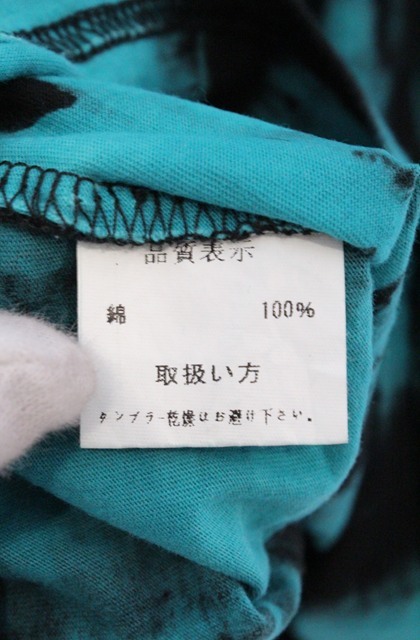 品質表示
綿 100%
取扱い方
タンブラー乾燥はお避け下さい。